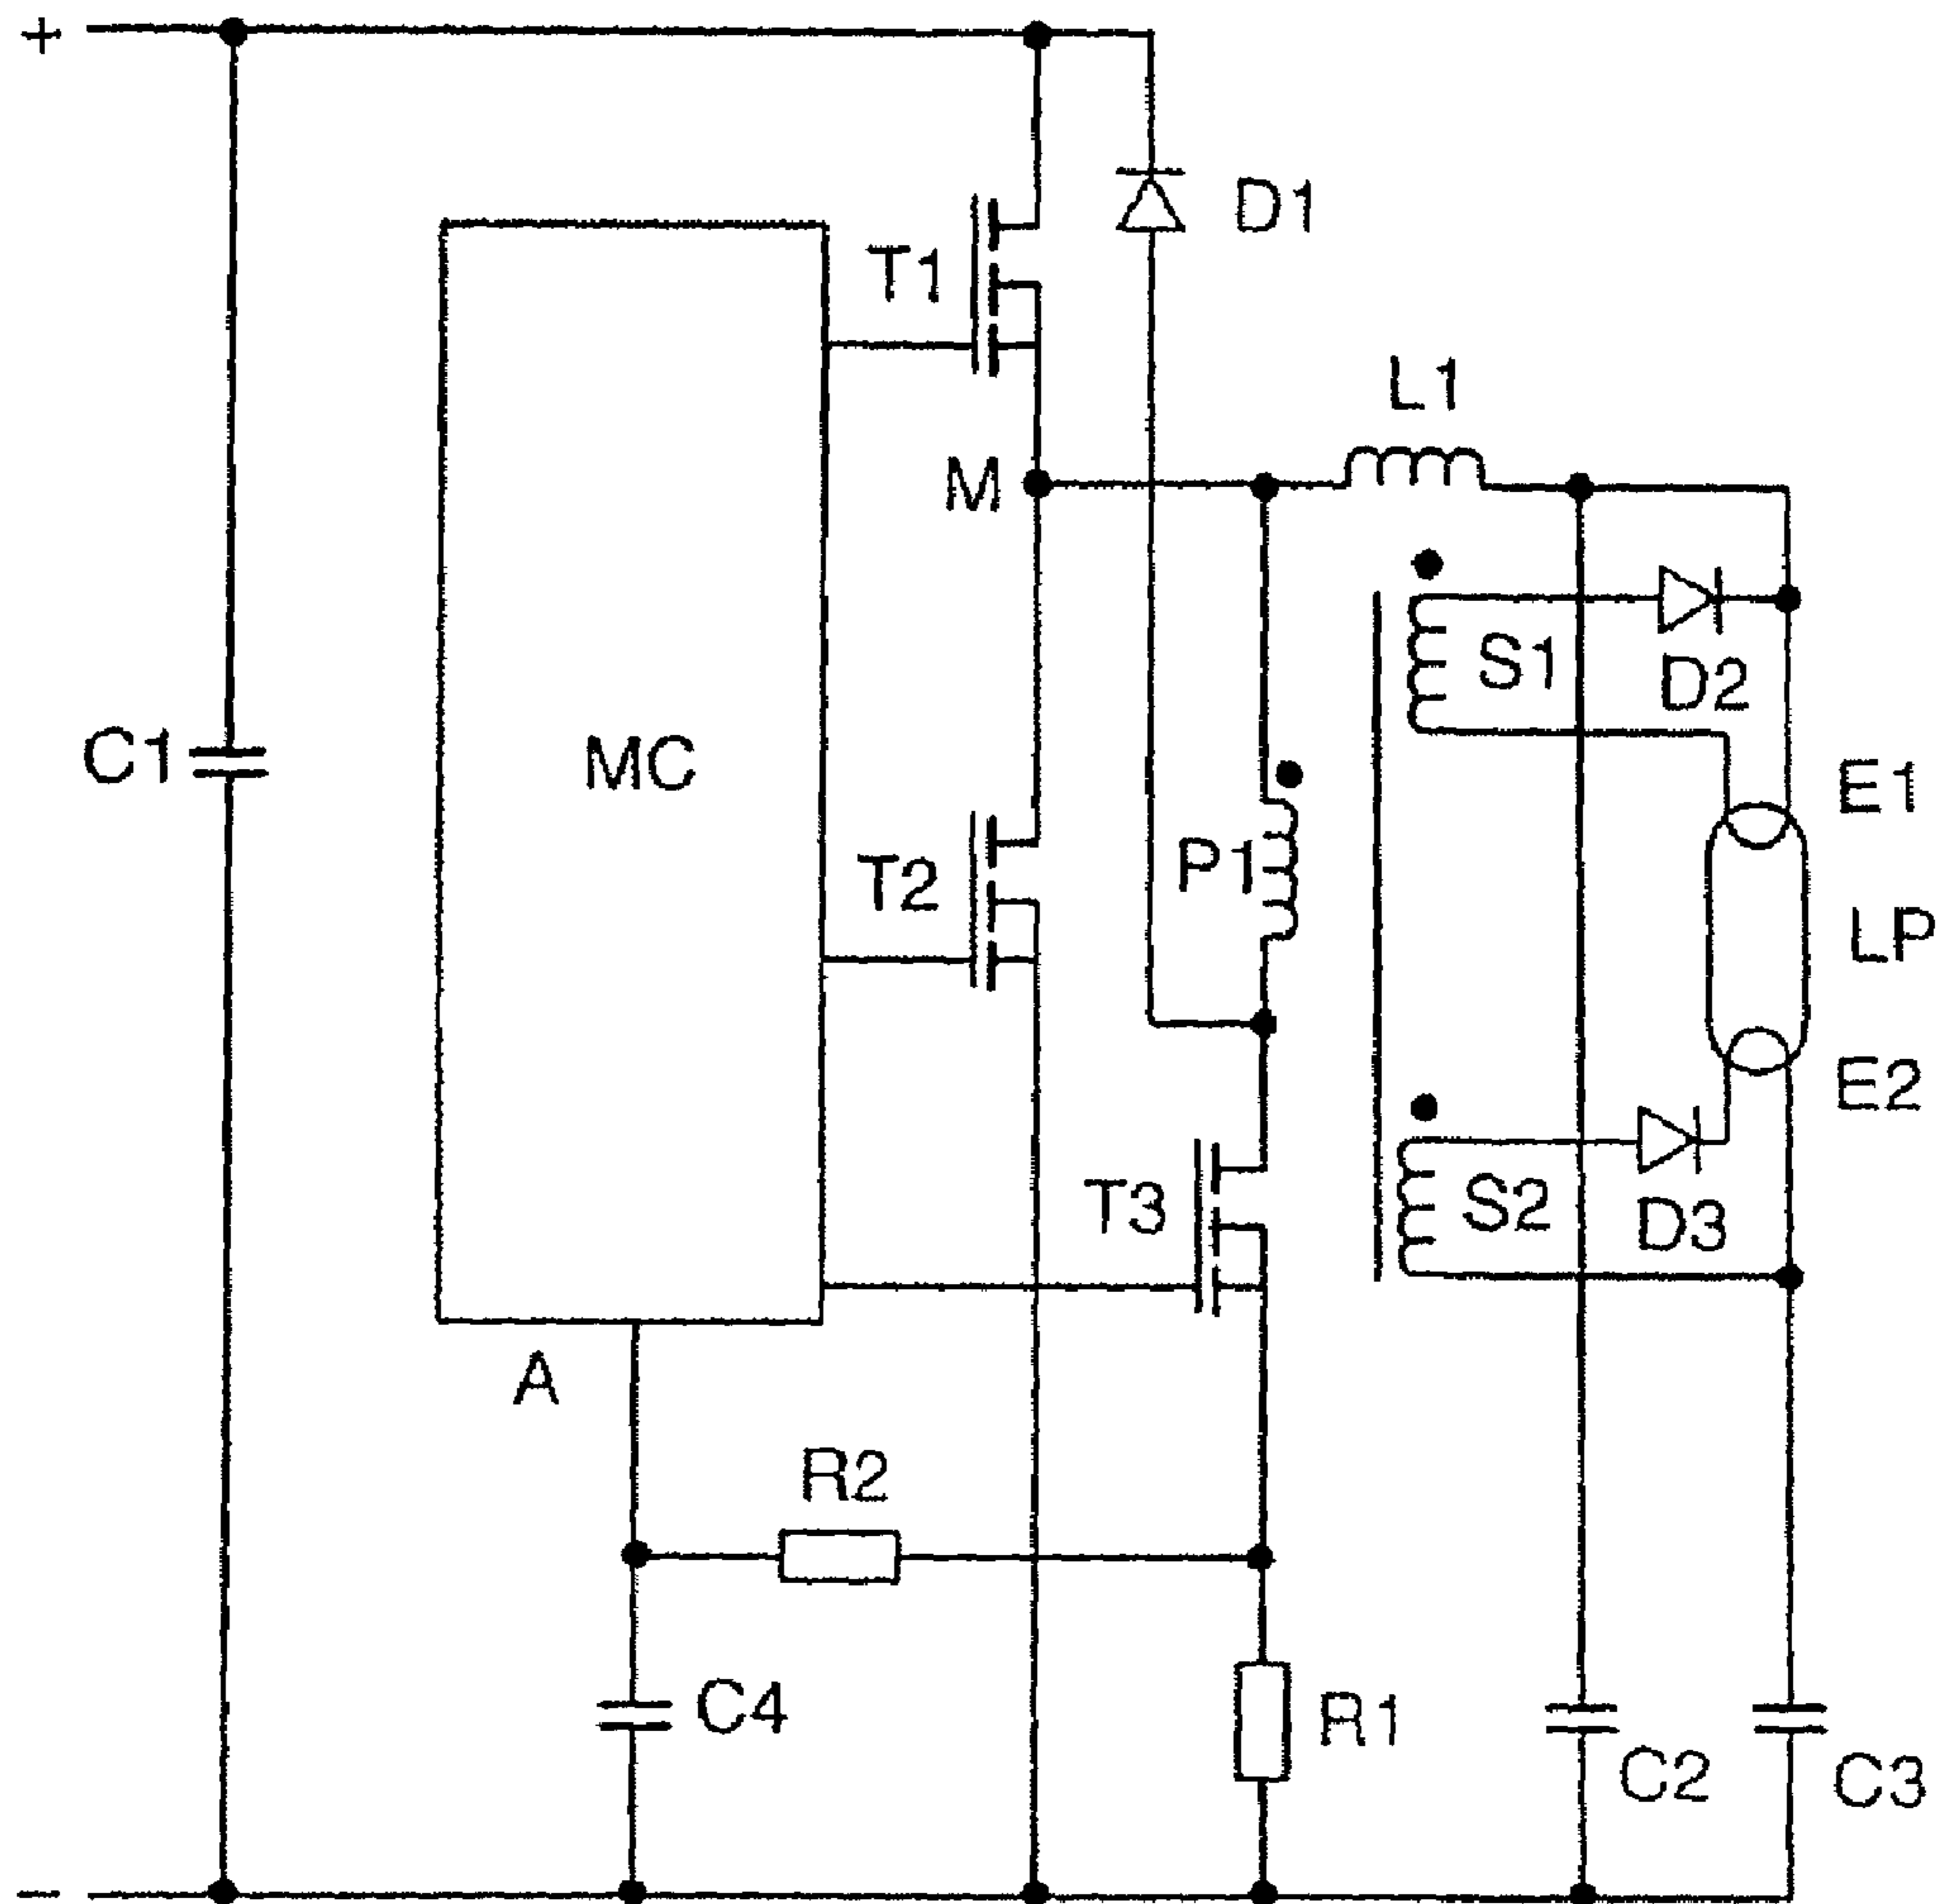 +
D1
T1
L1
M
S1
D2
C1
MC
E1
P1
T2
LP
E2
S2
T3
D3
A
R2
C4
R1
C2
C3
-